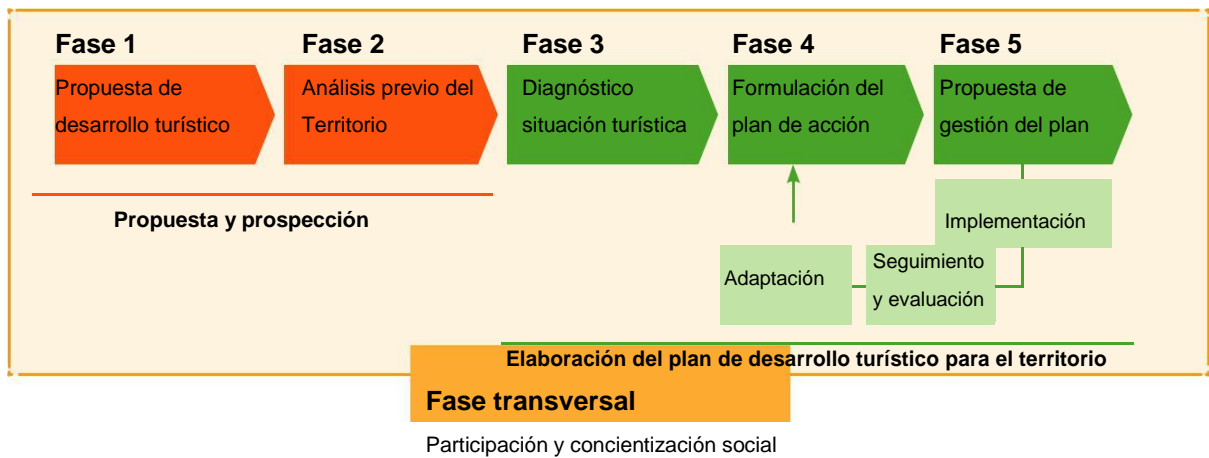 Fase 1
Propuesta de
desarrollo turístico
Fase 2
Análisis previo del
Territorio
Fase 3
Diagnóstico
situación turística
Fase 4
Formulación del
plan de acción
Fase 5
Propuesta de
gestión del plan
Propuesta y prospección
Implementación
Seguimiento
y evaluación
Adaptación
Elaboración del plan de desarrollo turístico para el territorio
Fase transversal
Participación y concientización social